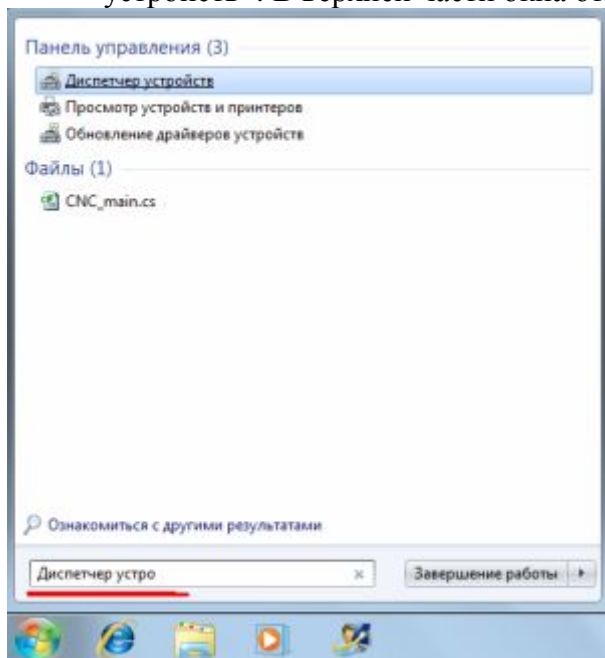 Панель управления (3)
Диспетчер устройств
Просмотр устройств и принтеров
Обновление драйверов устройств
Файлы (1)
CNC_main.cs
Ознакомиться с другими результатами
Диспетчер устро
Завершение работы